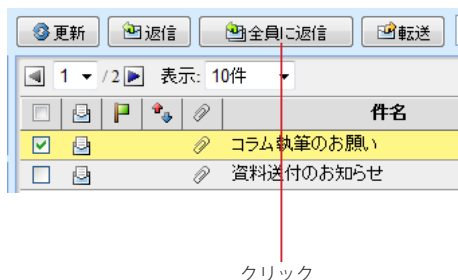 更新 返信 全員に返信 転送
1 / 2 表示: 10件
件名
コラム執筆のお願い
資料送付のお知らせ
クリック